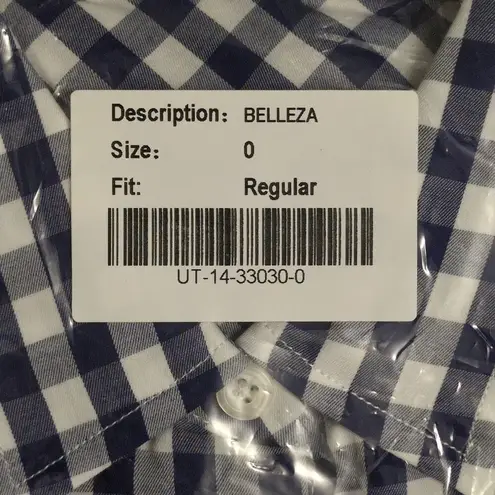 Description: BELLEZA
Size: 0
Fit: Regular
UT-14-33030-0